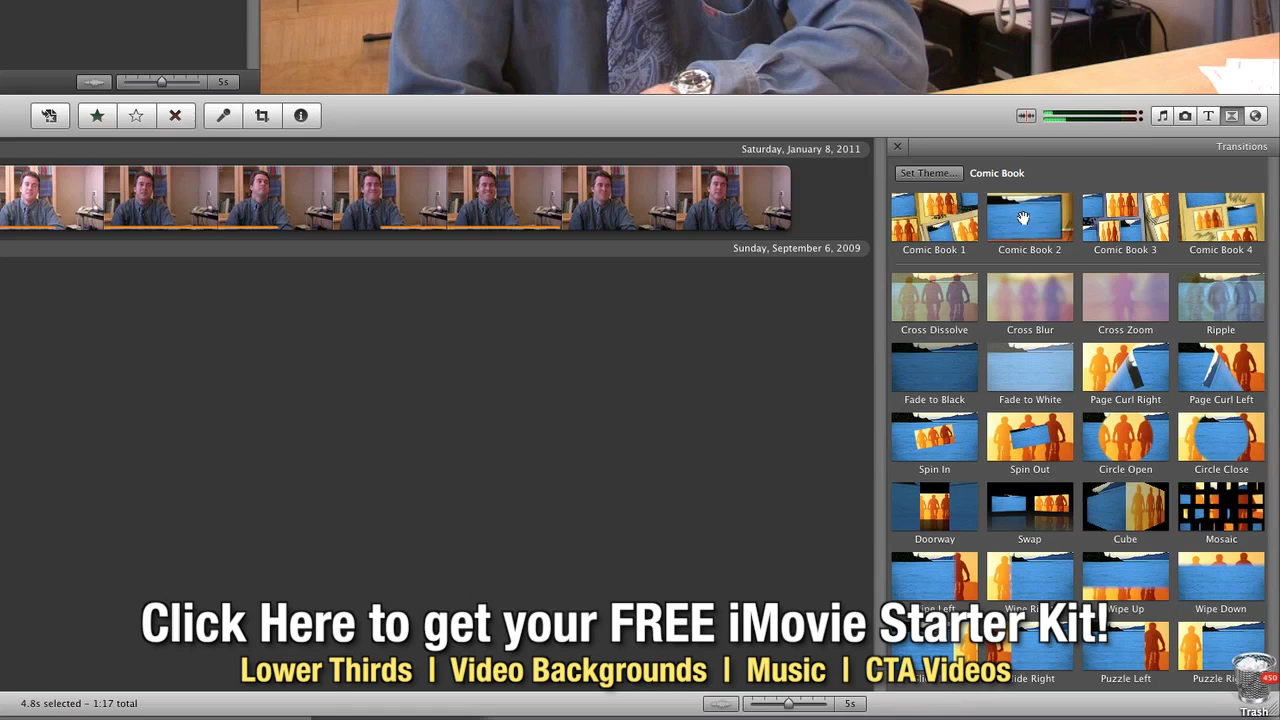 5s
Saturday, January 8, 2011
Transitions
Set Theme...
Comic Book
Comic Book 1
Comic Book 2
Comic Book 3
Comic Book 4
Sunday, September 6, 2009
Cross Dissolve
Cross Blur
Cross Zoom
Ripple
Fade to Black
Fade to White
Page Curl Right
Page Curl Left
Spin In
Spin Out
Circle Open
Circle Close
Doorway
Swap
Cube
Mosaic
Wipe Up
Wipe Down
Click Here to get your FREE iMovie Starter Kit!
Lower Thirds | Video Backgrounds | Music | CTA Videos
Right
Puzzle Left
Puzzle
450
4.8s selected
total
5s
Trash